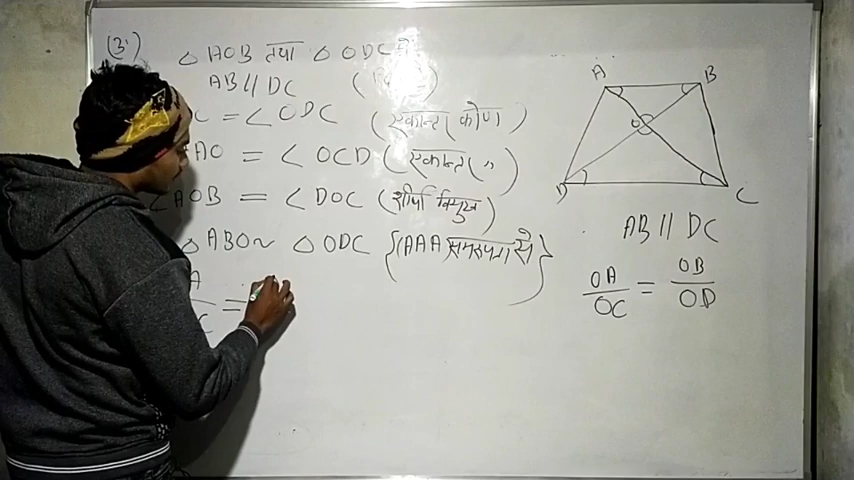 (3.) △ AOB तथा △ ODC में
AB // DC
C = ∠ ODC (एकान्तर कोण)
AO = ∠ OCD (एकान्तर ")
∠ AOB = ∠ DOC (शीर्षा विमुख)
△ ABO ~ △ ODC {(AAA) समरूपता से}
A
C =
A B
O
D C
AB // DC
OA/OC = OB/OD